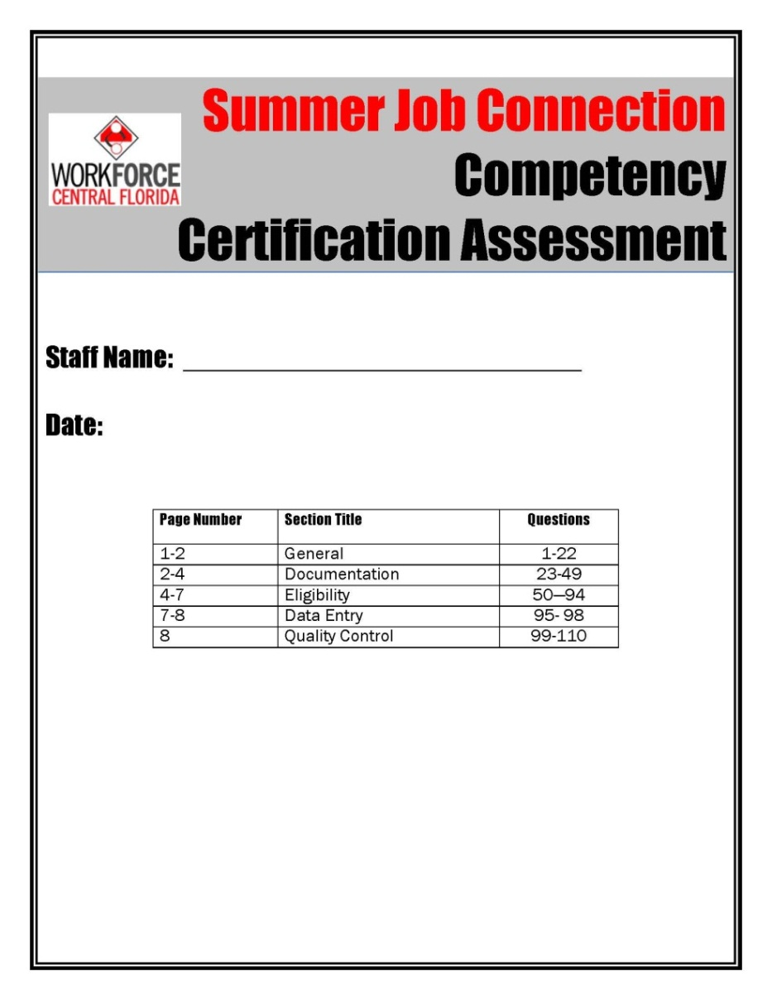 Summer Job Connection
Competency
Certification Assessment
WORKFORCE
CENTRAL FLORIDA
Staff Name:
Date:
Page Number Section Title Questions
1-2 General 1-22
2-4 Documentation 23-49
4-7 Eligibility 50—94
7-8 Data Entry 95- 98
8 Quality Control 99-110